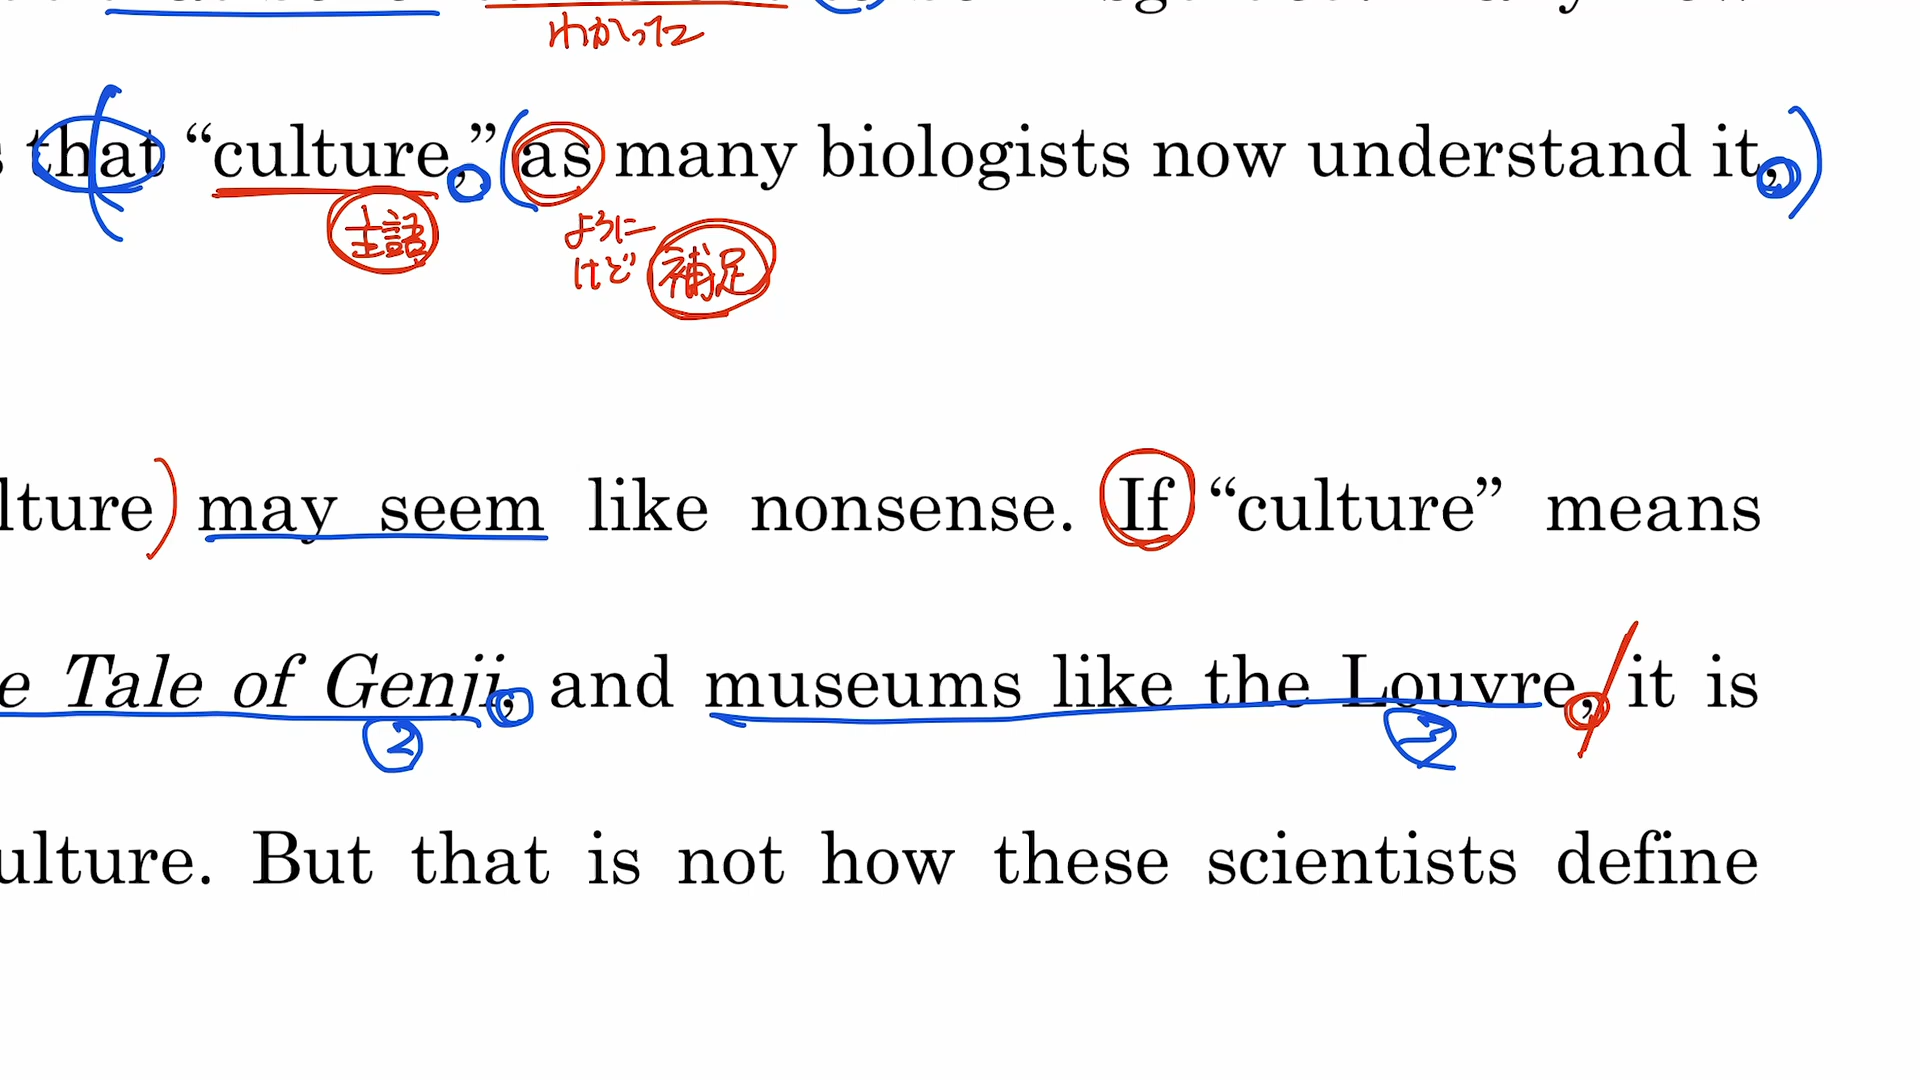 わかった
that “culture,” as many biologists now understand it,
主語
ように
けど 補足
lture may seem like nonsense. If “culture” means
e Tale of Genji, and museums like the Louvre, it is
2
ulture. But that is not how these scientists define